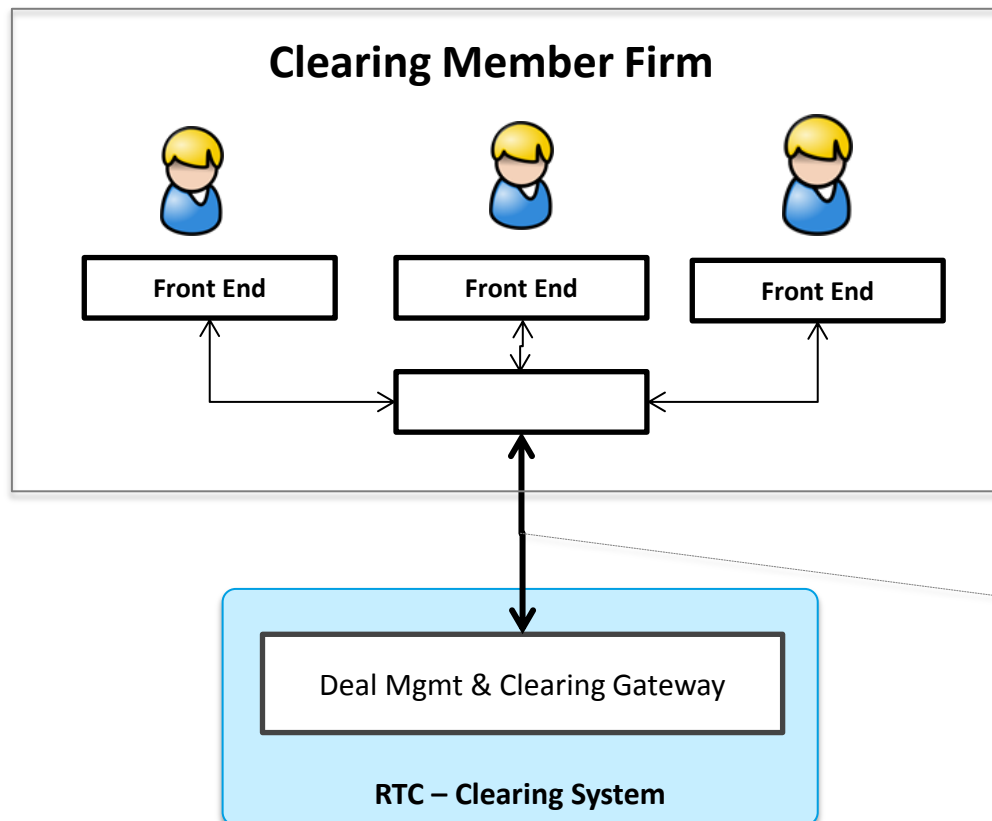 Clearing Member Firm
Front End
Front End
Front End
Deal Mgmt & Clearing Gateway
RTC – Clearing System